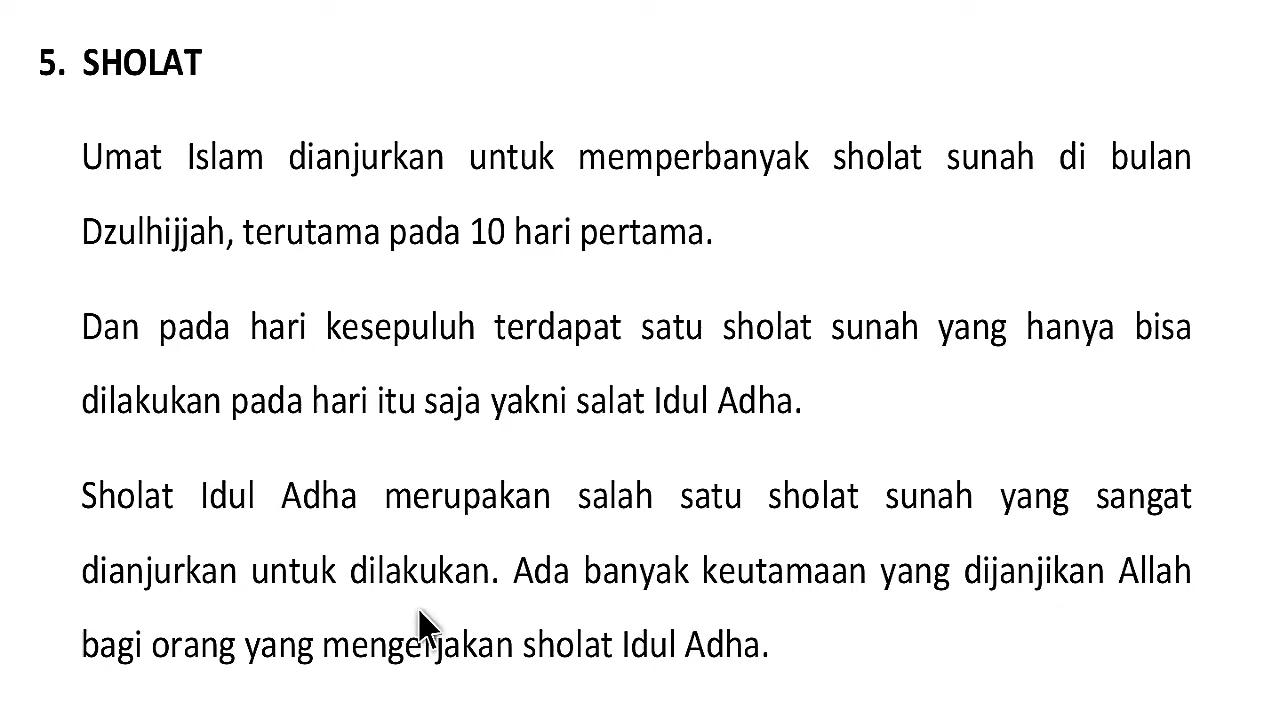 5. SHOLAT
Umat Islam dianjurkan untuk memperbanyak sholat sunah di bulan
Dzulhijjah, terutama pada 10 hari pertama.
Dan pada hari kesepuluh terdapat satu sholat sunah yang hanya bisa
dilakukan pada hari itu saja yakni salat Idul Adha.
Sholat Idul Adha merupakan salah satu sholat sunah yang sangat
dianjurkan untuk dilakukan. Ada banyak keutamaan yang dijanjikan Allah
bagi orang yang mengerjakan sholat Idul Adha.